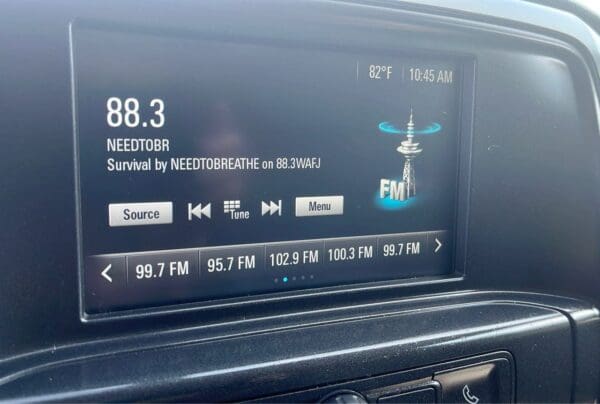 82°F 10:45 AM
88.3
NEEDTOBR
Survival by NEEDTOBREATHE on 88.3WAFJ
FM
Source Tune Menu
99.7 FM 95.7 FM 102.9 FM 100.3 FM 99.7 FM